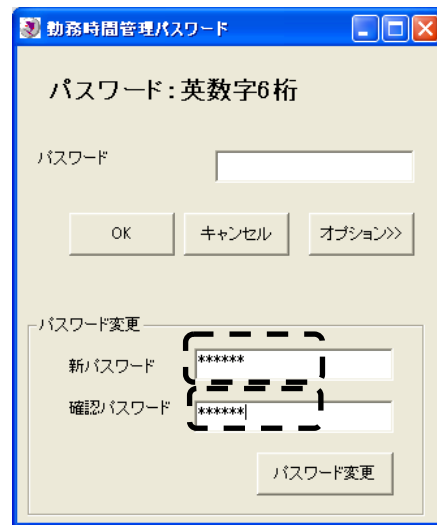 勤務時間管理パスワード
パスワード:英数字6桁
パスワード
OK キャンセル オプション>>
パスワード変更
新パスワード ******
確認パスワード ******
パスワード変更